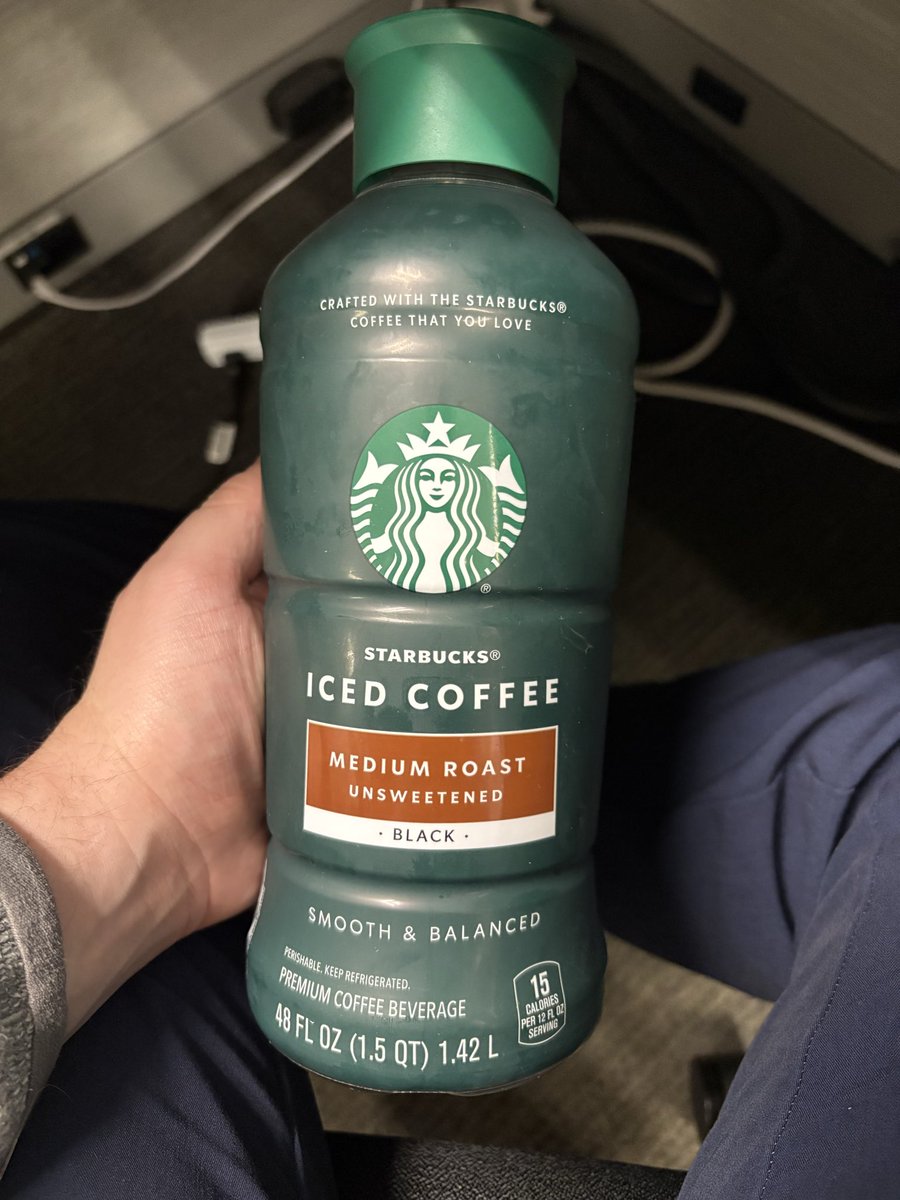 CRAFTED WITH THE STARBUCKS®
COFFEE THAT YOU LOVE
®
STARBUCKS®
ICED COFFEE
MEDIUM ROAST
UNSWEETENED
· BLACK ·
SMOOTH & BALANCED
PERISHABLE. KEEP REFRIGERATED.
PREMIUM COFFEE BEVERAGE
48 FL OZ (1.5 QT) 1.42 L
15
CALORIES
PER 12 FL OZ
SERVING